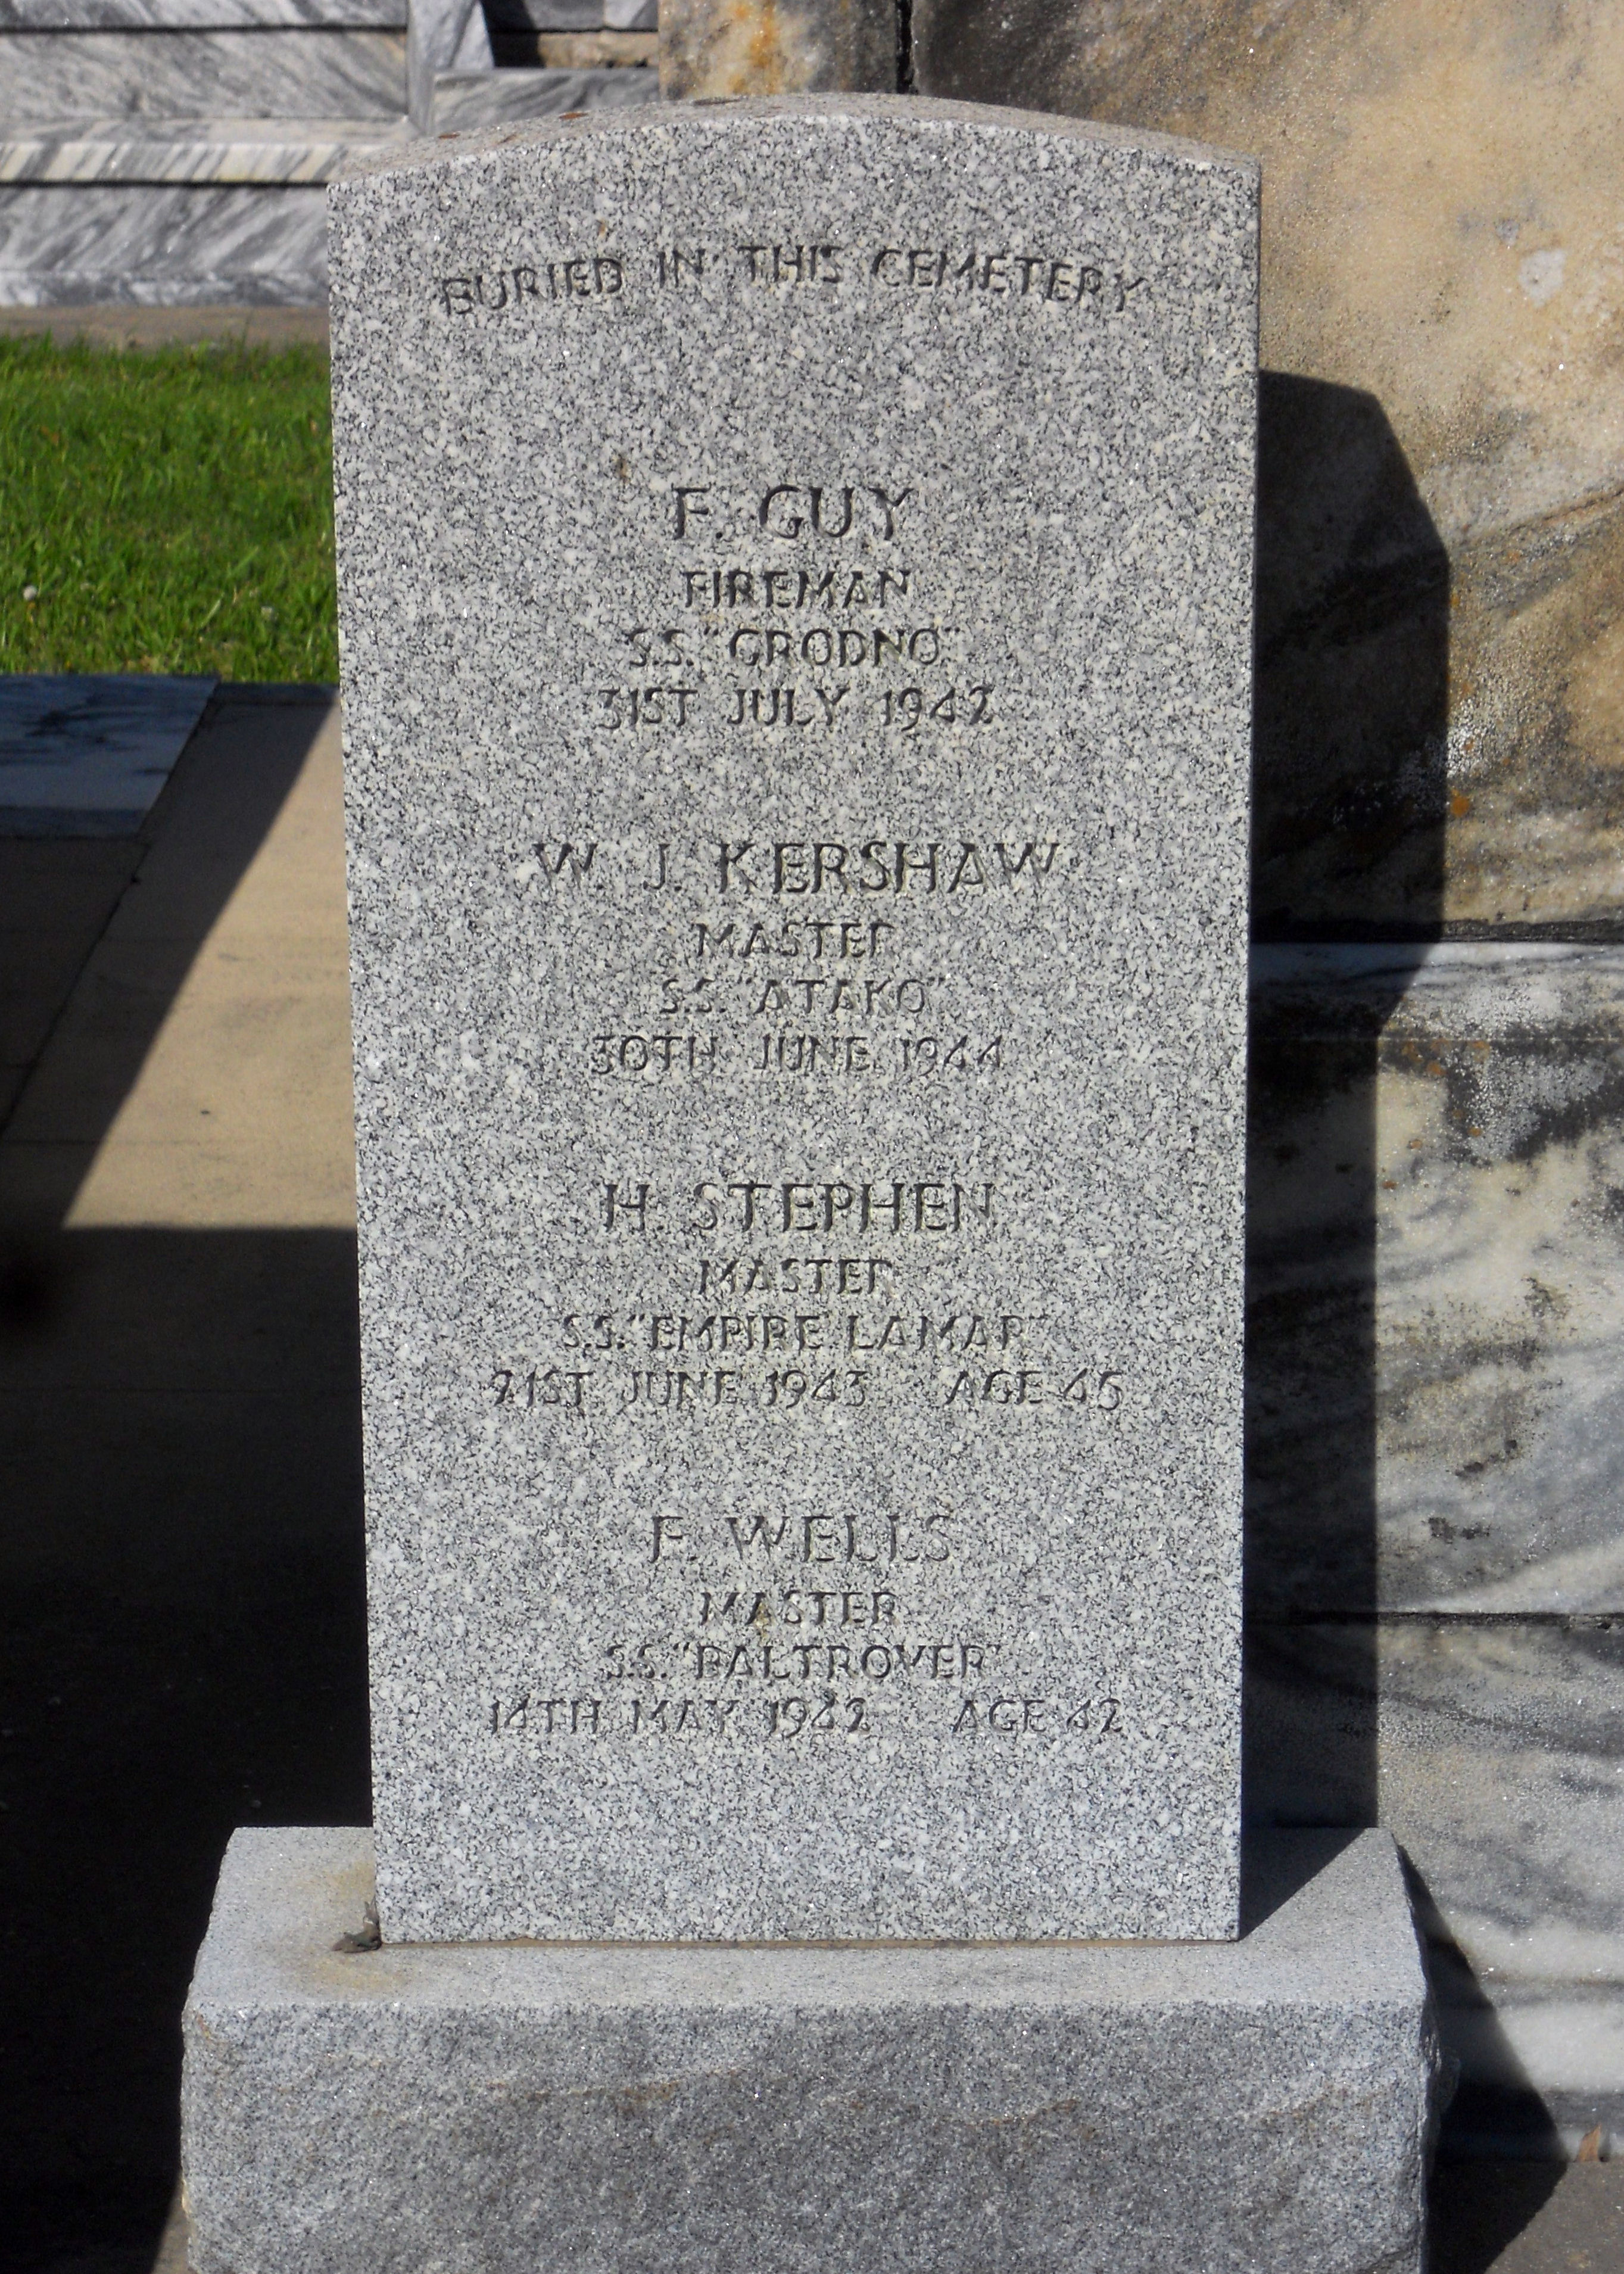 BURIED IN THIS CEMETERY
F. GUY
FIREMAN
S.S. "GRODNO"
31ST JULY 1942
W. J. KERSHAW
MASTER
S.S. "ATAKO"
30TH JUNE 1944
H. STEPHEN
MASTER
S.S. "EMPIRE LAMAR"
21ST JUNE 1943 AGE 45
F. WELLS
MASTER
S.S. "BALTROVER"
14TH MAY 1942 AGE 42